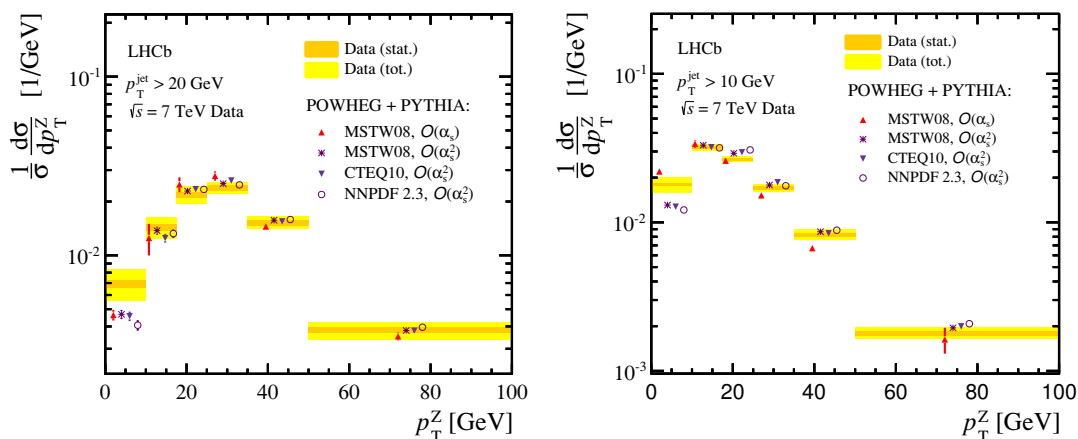 LHCb
p_T^jet > 20 GeV
√s = 7 TeV Data
Data (stat.)
Data (tot.)
POWHEG + PYTHIA:
MSTW08, O(α_s)
MSTW08, O(α_s^2)
CTEQ10, O(α_s^2)
NNPDF 2.3, O(α_s^2)
1/σ dσ/dp_T^Z [1/GeV]
10^-1
10^-2
0 20 40 60 80 100
p_T^Z [GeV]
LHCb
p_T^jet > 10 GeV
√s = 7 TeV Data
Data (stat.)
Data (tot.)
POWHEG + PYTHIA:
MSTW08, O(α_s)
MSTW08, O(α_s^2)
CTEQ10, O(α_s^2)
NNPDF 2.3, O(α_s^2)
1/σ dσ/dp_T^Z [1/GeV]
10^-1
10^-2
10^-3
0 20 40 60 80 100
p_T^Z [GeV]